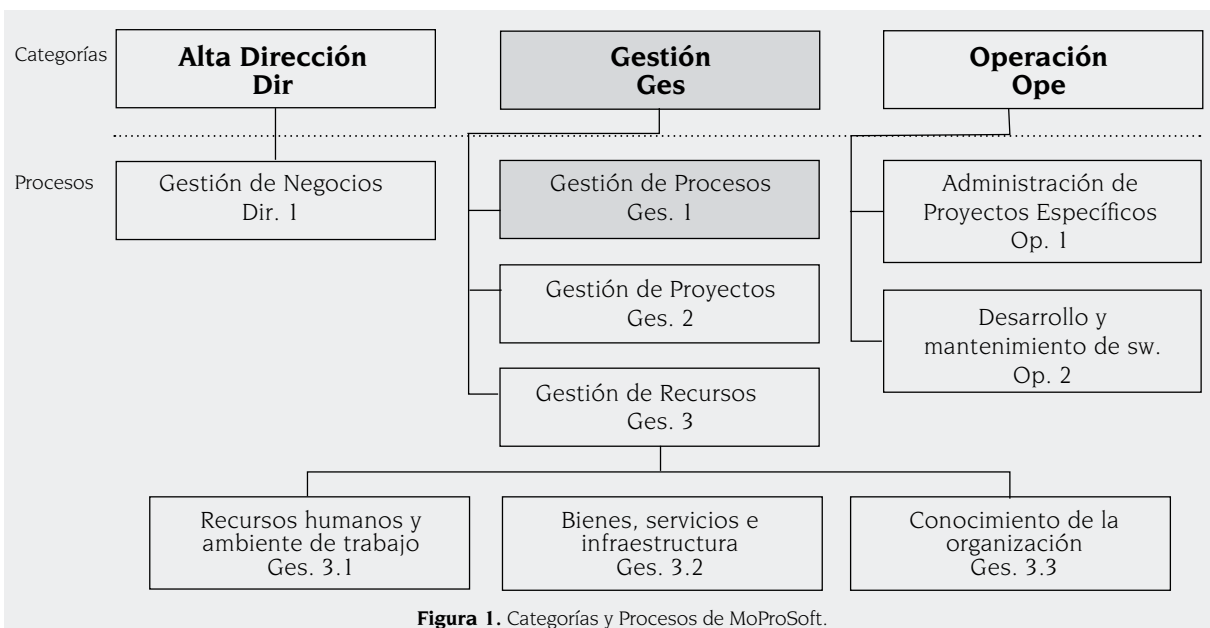 Categorías
Alta Dirección
Dir
Gestión
Ges
Operación
Ope
Procesos
Gestión de Negocios
Dir. 1
Gestión de Procesos
Ges. 1
Administración de
Proyectos Específicos
Op. 1
Gestión de Proyectos
Ges. 2
Desarrollo y
mantenimiento de sw.
Op. 2
Gestión de Recursos
Ges. 3
Recursos humanos y
ambiente de trabajo
Ges. 3.1
Bienes, servicios e
infraestructura
Ges. 3.2
Conocimiento de la
organización
Ges. 3.3
Figura 1. Categorías y Procesos de MoProSoft.